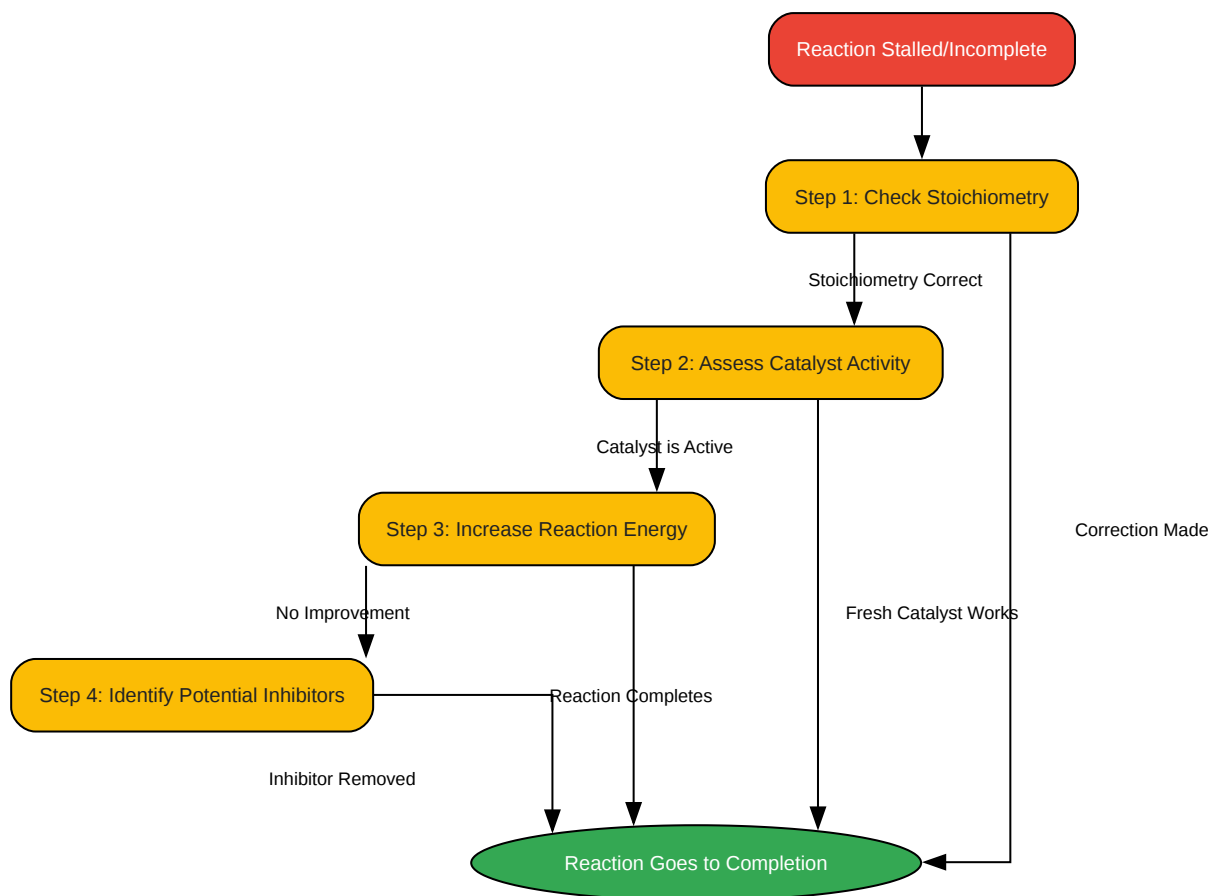 Reaction Stalled/Incomplete
Step 1: Check Stoichiometry
Stoichiometry Correct
Step 2: Assess Catalyst Activity
Catalyst is Active
Step 3: Increase Reaction Energy
Correction Made
No Improvement
Fresh Catalyst Works
Step 4: Identify Potential Inhibitors
Reaction Completes
Inhibitor Removed
Reaction Goes to Completion